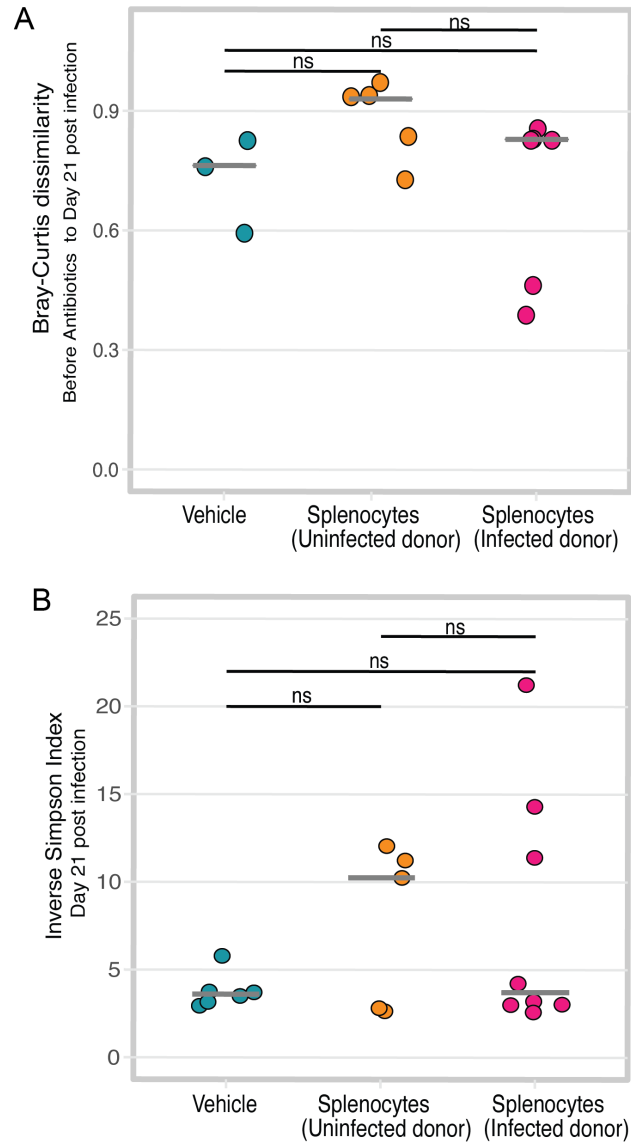 A
ns
ns
ns
Bray-Curtis dissimilarity
Before Antibiotics to Day 21 post infection
0.9
0.6
0.3
0.0
Vehicle
Splenocytes
(Uninfected donor)
Splenocytes
(Infected donor)
B
25
ns
ns
ns
20
15
10
5
0
Inverse Simpson Index
Day 21 post infection
Vehicle
Splenocytes
(Uninfected donor)
Splenocytes
(Infected donor)